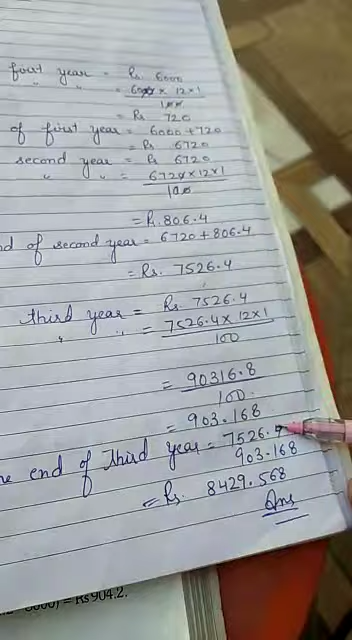 first year = Rs 6000
" " = 6000 x 12 x 1
100
= Rs 720
of first year = 6000 + 720
= Rs 6720
second year = Rs 6720
" " = 6720 x 12 x 1
100
= Rs. 806.4
nd of second year = 6720 + 806.4
= Rs. 7526.4
third year = Rs. 7526.4
" " = 7526.4 x 12 x 1
100
= 90316.8
100
= 903.168
he end of third year = 7526.4
903.168
= Rs. 8429.568
Ans
= Rs 904.2.